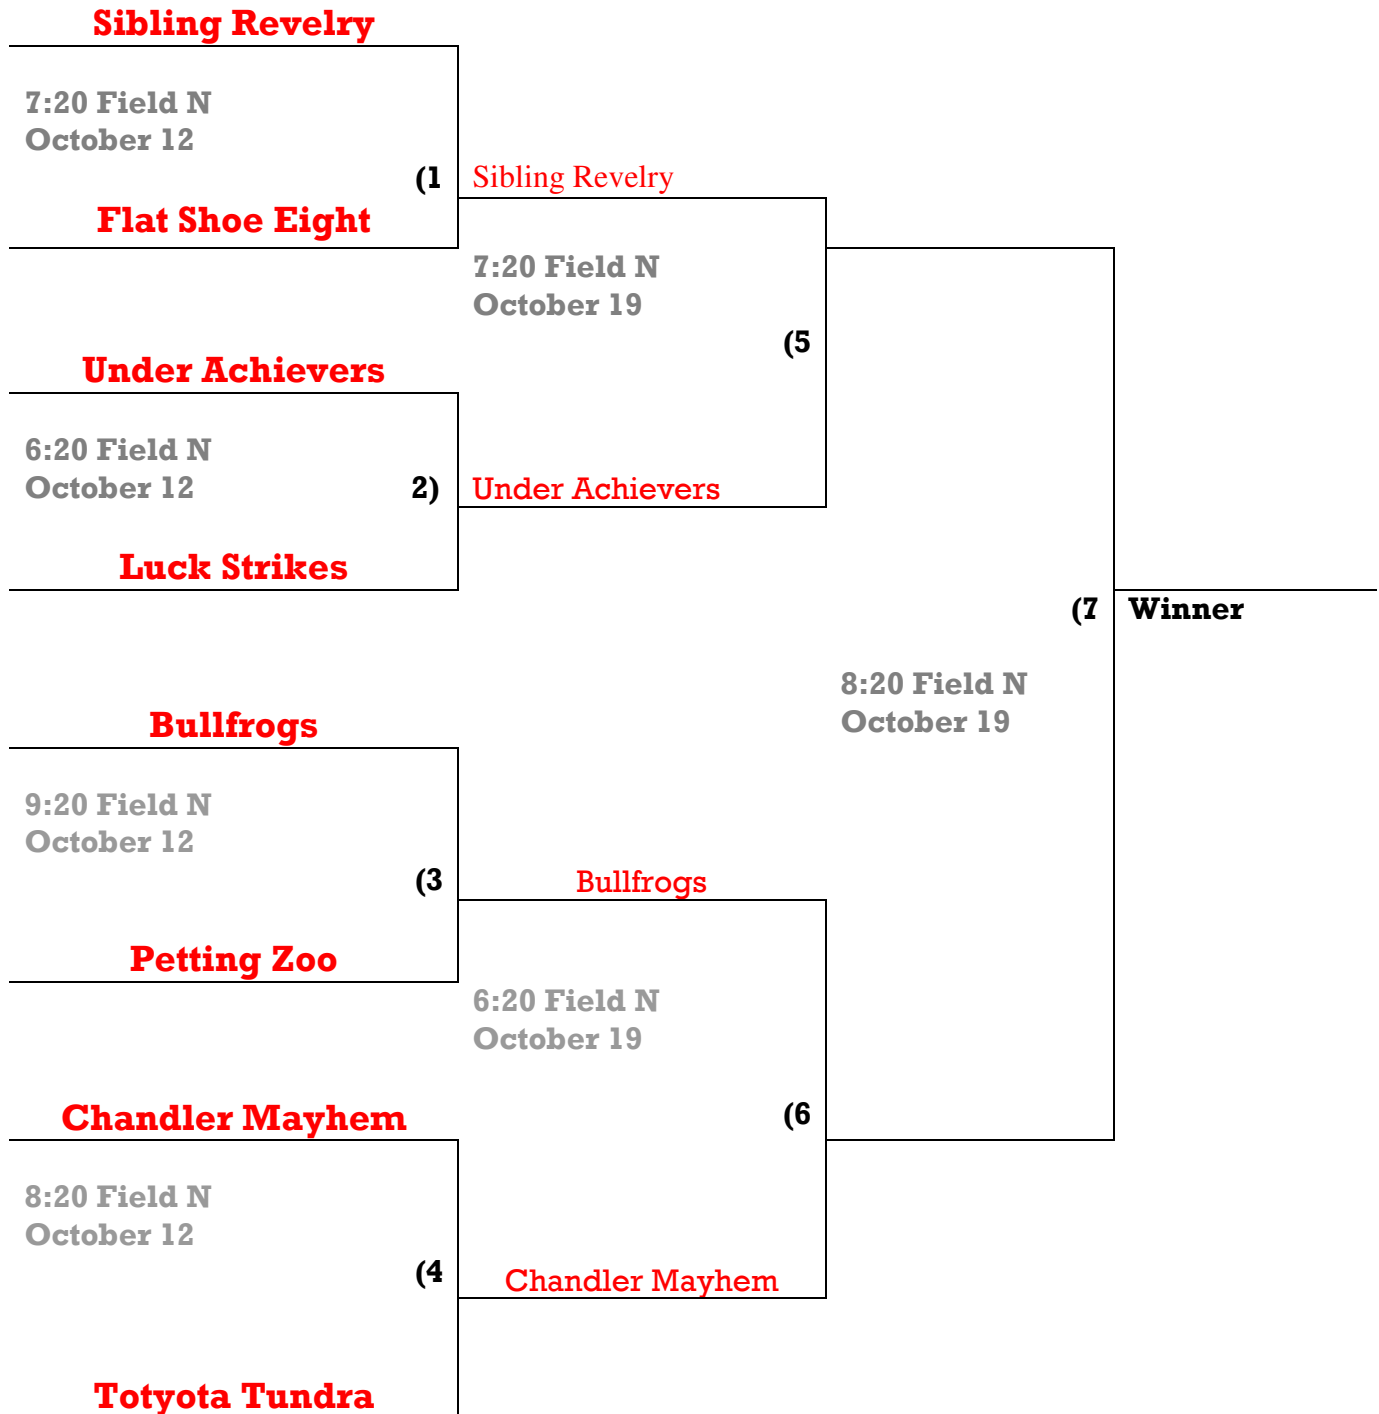 Sibling Revelry
7:20 Field N
October 12
(1
Sibling Revelry
Flat Shoe Eight
7:20 Field N
October 19
(5
Under Achievers
6:20 Field N
October 12
2)
Under Achievers
Luck Strikes
(7
Winner
8:20 Field N
October 19
Bullfrogs
9:20 Field N
October 12
(3
Bullfrogs
Petting Zoo
6:20 Field N
October 19
(6
Chandler Mayhem
8:20 Field N
October 12
(4
Chandler Mayhem
Totyota Tundra